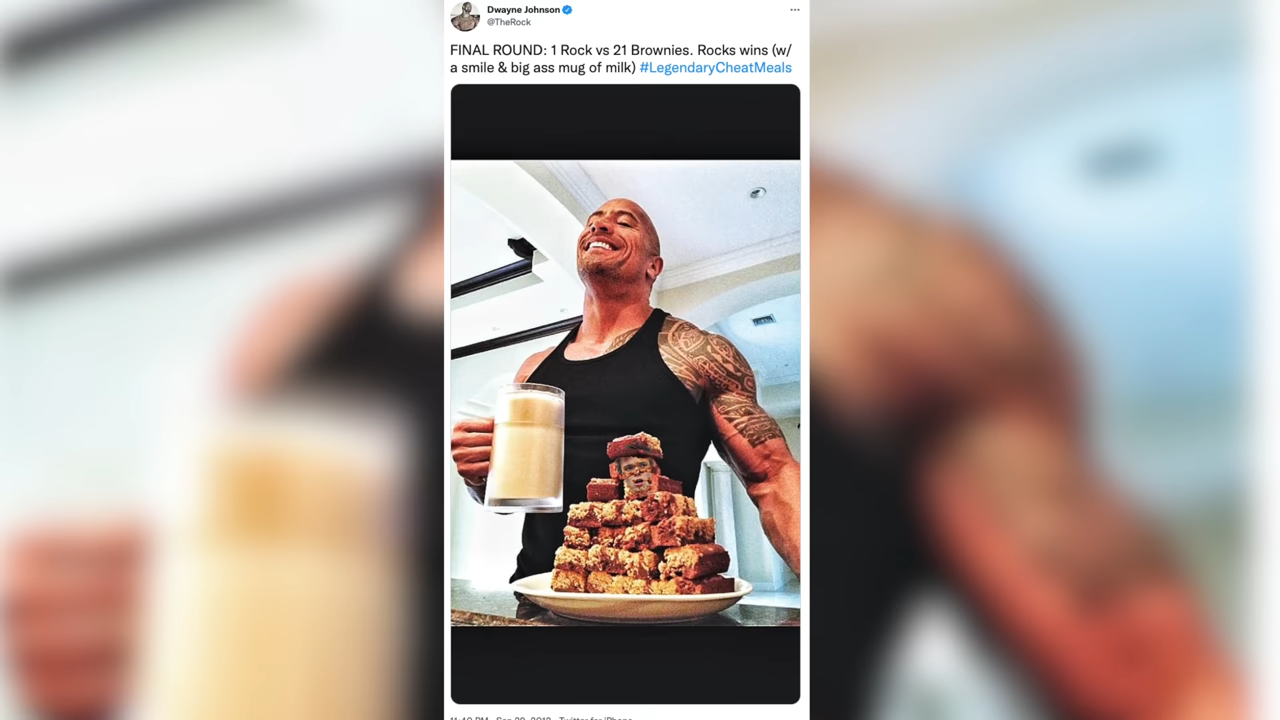 Dwayne Johnson
@TheRock
FINAL ROUND: 1 Rock vs 21 Brownies. Rocks wins (w/
a smile & big ass mug of milk) #LegendaryCheatMeals